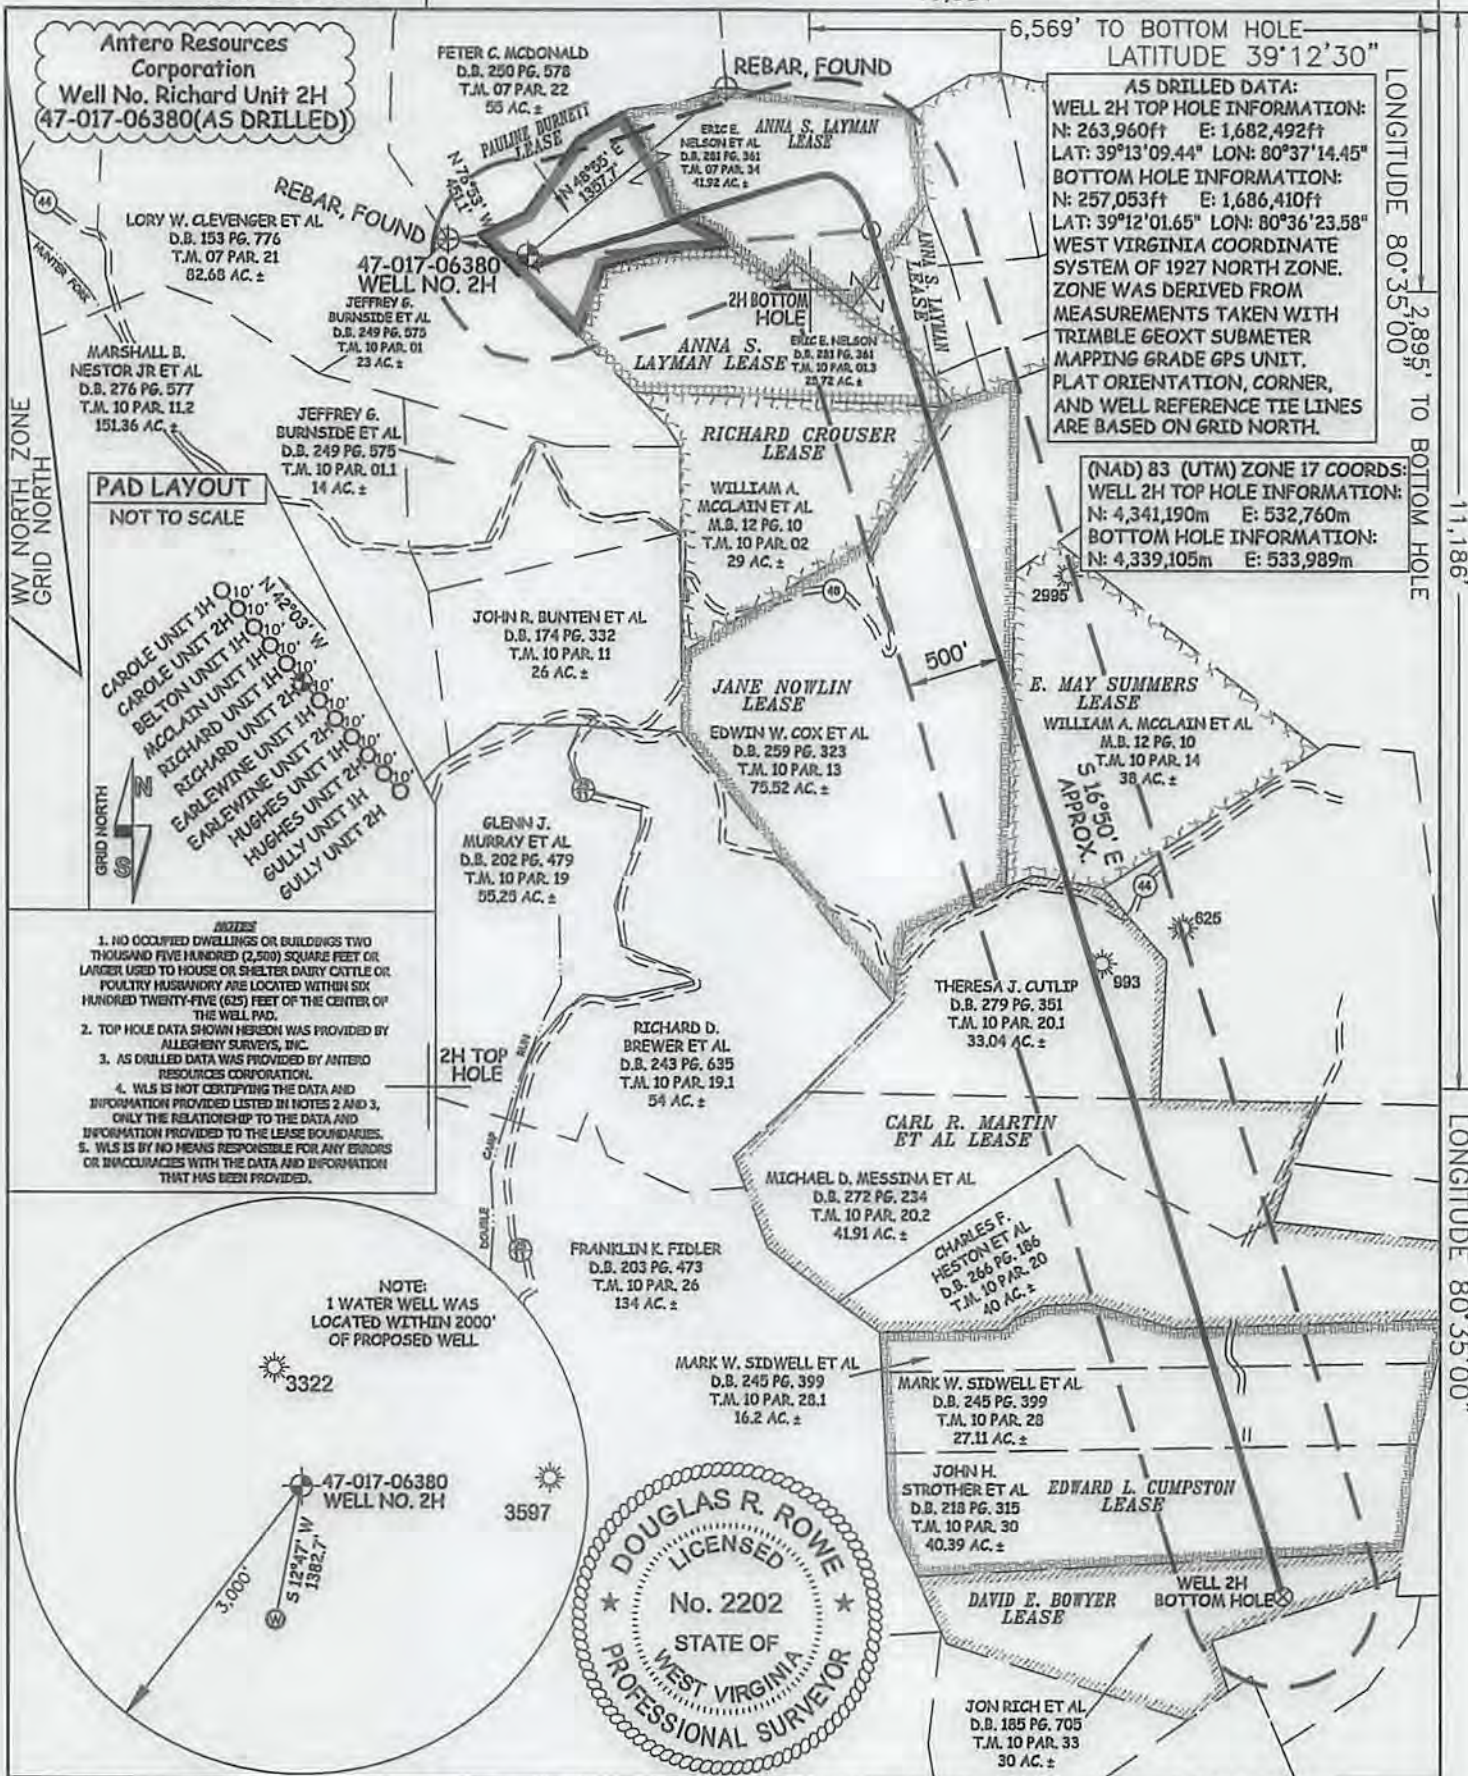 6,569' TO BOTTOM HOLE
LATITUDE 39°12'30"
Antero Resources
Corporation
Well No. Richard Unit 2H
47-017-06380(AS DRILLED)
PETER C. MCDONALD
D.B. 250 PG. 578
T.M. 07 PAR. 22
55 AC. ±
REBAR, FOUND
PAULINE BURNETT
LEASE
ERIC E.
NELSON ET AL
D.B. 281 PG. 361
T.M. 07 PAR. 34
41.92 AC. ±
ANNA S. LAYMAN
LEASE
N 48°55' E
1357.7'
N 76°53' W
451.1'
REBAR, FOUND
44
HUNTER FORK
LORY W. CLEVENGER ET AL
D.B. 153 PG. 776
T.M. 07 PAR. 21
82.68 AC. ±
47-017-06380
WELL NO. 2H
JEFFREY G.
BURNSIDE ET AL
D.B. 249 PG. 575
T.M. 10 PAR. 01
23 AC. ±
MARSHALL B.
NESTOR JR ET AL
D.B. 276 PG. 577
T.M. 10 PAR. 11.2
151.36 AC. ±
JEFFREY G.
BURNSIDE ET AL
D.B. 249 PG. 575
T.M. 10 PAR. 01.1
14 AC. ±
2H BOTTOM
HOLE
ANNA S.
LAYMAN LEASE
ERIC E. NELSON
D.B. 281 PG. 361
T.M. 10 PAR. 01.3
25.72 AC. ±
ANNA S. LAYMAN
LEASE
AS DRILLED DATA:
WELL 2H TOP HOLE INFORMATION:
N: 263,960ft E: 1,682,492ft
LAT: 39°13'09.44" LON: 80°37'14.45"
BOTTOM HOLE INFORMATION:
N: 257,053ft E: 1,686,410ft
LAT: 39°12'01.65" LON: 80°36'23.58"
WEST VIRGINIA COORDINATE
SYSTEM OF 1927 NORTH ZONE.
ZONE WAS DERIVED FROM
MEASUREMENTS TAKEN WITH
TRIMBLE GEOXT SUBMETER
MAPPING GRADE GPS UNIT.
PLAT ORIENTATION, CORNER,
AND WELL REFERENCE TIE LINES
ARE BASED ON GRID NORTH.
LONGITUDE 80°35'00"
2,895' TO BOTTOM HOLE
11,186'
LONGITUDE 80°35'00"
(NAD) 83 (UTM) ZONE 17 COORDS:
WELL 2H TOP HOLE INFORMATION:
N: 4,341,190m E: 532,760m
BOTTOM HOLE INFORMATION:
N: 4,339,105m E: 533,989m
WV NORTH ZONE
GRID NORTH
PAD LAYOUT
NOT TO SCALE
N 42°03' W
CAROLE UNIT 1H 10'
CAROLE UNIT 2H 10'
BELTON UNIT 1H 10'
MCCLAIN UNIT 1H 10'
RICHARD UNIT 1H 10'
RICHARD UNIT 2H 10'
EARLEWINE UNIT 1H 10'
EARLEWINE UNIT 2H 10'
HUGHES UNIT 1H 10'
HUGHES UNIT 2H 10'
GULLY UNIT 1H 10'
GULLY UNIT 2H
GRID NORTH
N
S
RICHARD CROUSER
LEASE
WILLIAM A.
MCCLAIN ET AL
M.B. 12 PG. 10
T.M. 10 PAR. 02
29 AC. ±
JOHN R. BUNTEN ET AL
D.B. 174 PG. 332
T.M. 10 PAR. 11
26 AC. ±
JANE NOWLIN
LEASE
EDWIN W. COX ET AL
D.B. 259 PG. 323
T.M. 10 PAR. 13
75.52 AC. ±
500'
2995
E. MAY SUMMERS
LEASE
WILLIAM A. MCCLAIN ET AL
M.B. 12 PG. 10
T.M. 10 PAR. 14
38 AC. ±
S 16°50' E
APPROX.
44
625
993
GLENN J.
MURRAY ET AL
D.B. 202 PG. 479
T.M. 10 PAR. 19
55.25 AC. ±
NOTES
1. NO OCCUPIED DWELLINGS OR BUILDINGS TWO
THOUSAND FIVE HUNDRED (2,500) SQUARE FEET OR
LARGER USED TO HOUSE OR SHELTER DAIRY CATTLE OR
POULTRY HUSBANDRY ARE LOCATED WITHIN SIX
HUNDRED TWENTY-FIVE (625) FEET OF THE CENTER OF
THE WELL PAD.
2. TOP HOLE DATA SHOWN HEREON WAS PROVIDED BY
ALLEGHENY SURVEYS, INC.
3. AS DRILLED DATA WAS PROVIDED BY ANTERO
RESOURCES CORPORATION.
4. WLS IS NOT CERTIFYING THE DATA AND
INFORMATION PROVIDED LISTED IN NOTES 2 AND 3,
ONLY THE RELATIONSHIP TO THE DATA AND
INFORMATION PROVIDED TO THE LEASE BOUNDARIES.
5. WLS IS BY NO MEANS RESPONSIBLE FOR ANY ERRORS
OR INACCURACIES WITH THE DATA AND INFORMATION
THAT HAS BEEN PROVIDED.
2H TOP
HOLE
DOUBLE CAMP RUN
RICHARD D.
BREWER ET AL
D.B. 243 PG. 635
T.M. 10 PAR. 19.1
54 AC. ±
THERESA J. CUTLIP
D.B. 279 PG. 351
T.M. 10 PAR. 20.1
33.04 AC. ±
CARL R. MARTIN
ET AL LEASE
MICHAEL D. MESSINA ET AL
D.B. 272 PG. 234
T.M. 10 PAR. 20.2
41.91 AC. ±
CHARLES F.
HESTON ET AL
D.B. 266 PG. 186
T.M. 10 PAR. 20
40 AC. ±
FRANKLIN K. FIDLER
D.B. 203 PG. 473
T.M. 10 PAR. 26
134 AC. ±
MARK W. SIDWELL ET AL
D.B. 245 PG. 399
T.M. 10 PAR. 28.1
16.2 AC. ±
MARK W. SIDWELL ET AL
D.B. 245 PG. 399
T.M. 10 PAR. 28
27.11 AC. ±
JOHN H.
STROTHER ET AL
D.B. 218 PG. 315
T.M. 10 PAR. 30
40.39 AC. ±
EDWARD L. CUMPSTON
LEASE
DAVID E. BOWYER
LEASE
WELL 2H
BOTTOM HOLE
JON RICH ET AL
D.B. 185 PG. 705
T.M. 10 PAR. 33
30 AC. ±
NOTE:
1 WATER WELL WAS
LOCATED WITHIN 2000'
OF PROPOSED WELL
3322
47-017-06380
WELL NO. 2H
3597
S 12°47' W
1382.7'
3,000'
W
DOUGLAS R. ROWE
LICENSED
No. 2202
STATE OF
WEST VIRGINIA
PROFESSIONAL SURVEYOR